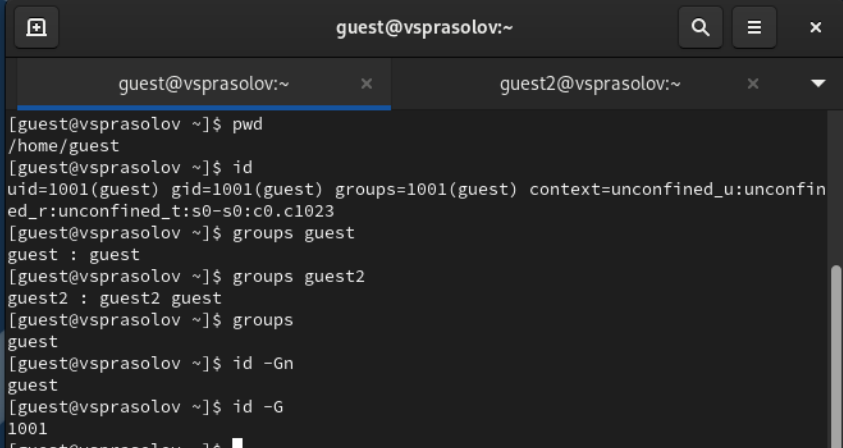 guest@vsprasolov:~
guest@vsprasolov:~ guest2@vsprasolov:~
[guest@vsprasolov ~]$ pwd
/home/guest
[guest@vsprasolov ~]$ id
uid=1001(guest) gid=1001(guest) groups=1001(guest) context=unconfined_u:unconfin
ed_r:unconfined_t:s0-s0:c0.c1023
[guest@vsprasolov ~]$ groups guest
guest : guest
[guest@vsprasolov ~]$ groups guest2
guest2 : guest2 guest
[guest@vsprasolov ~]$ groups
guest
[guest@vsprasolov ~]$ id -Gn
guest
[guest@vsprasolov ~]$ id -G
1001
[guest@vsprasolov ~]$